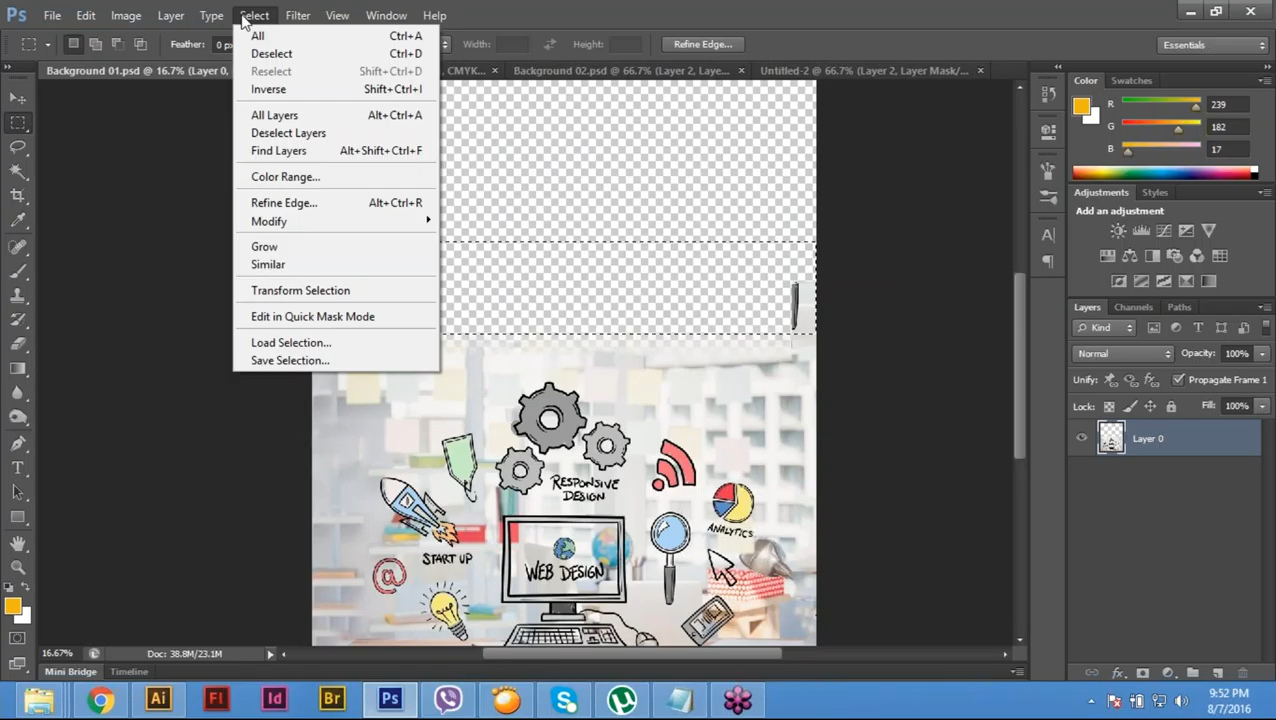 Ps File Edit Image Layer Type Select Filter View Window Help
Feather: 0 px Width: Height: Refine Edge... Essentials
Background 01.psd @ 16.7% (Layer 0, , CMYK... × Background 02.psd @ 66.7% (Layer 2, Laye... × Untitled-2 @ 66.7% (Layer 2, Layer Mask/... ×
All Ctrl+A
Deselect Ctrl+D
Reselect Shift+Ctrl+D
Inverse Shift+Ctrl+I
All Layers Alt+Ctrl+A
Deselect Layers
Find Layers Alt+Shift+Ctrl+F
Color Range...
Refine Edge... Alt+Ctrl+R
Modify
Grow
Similar
Transform Selection
Edit in Quick Mask Mode
Load Selection...
Save Selection...
Color Swatches
R 239
G 182
B 17
Adjustments Styles
Add an adjustment
Layers Channels Paths
Kind
Normal Opacity: 100%
Unify: Propagate Frame 1
Lock: Fill: 100%
Layer 0
RESPONSIVE
DESIGN
ANALYTICS
START UP
WEB DESIGN
@
16.67% Doc: 38.8M/23.1M
Mini Bridge Timeline
Ai Fl Id Br Ps
9:52 PM
8/7/2016